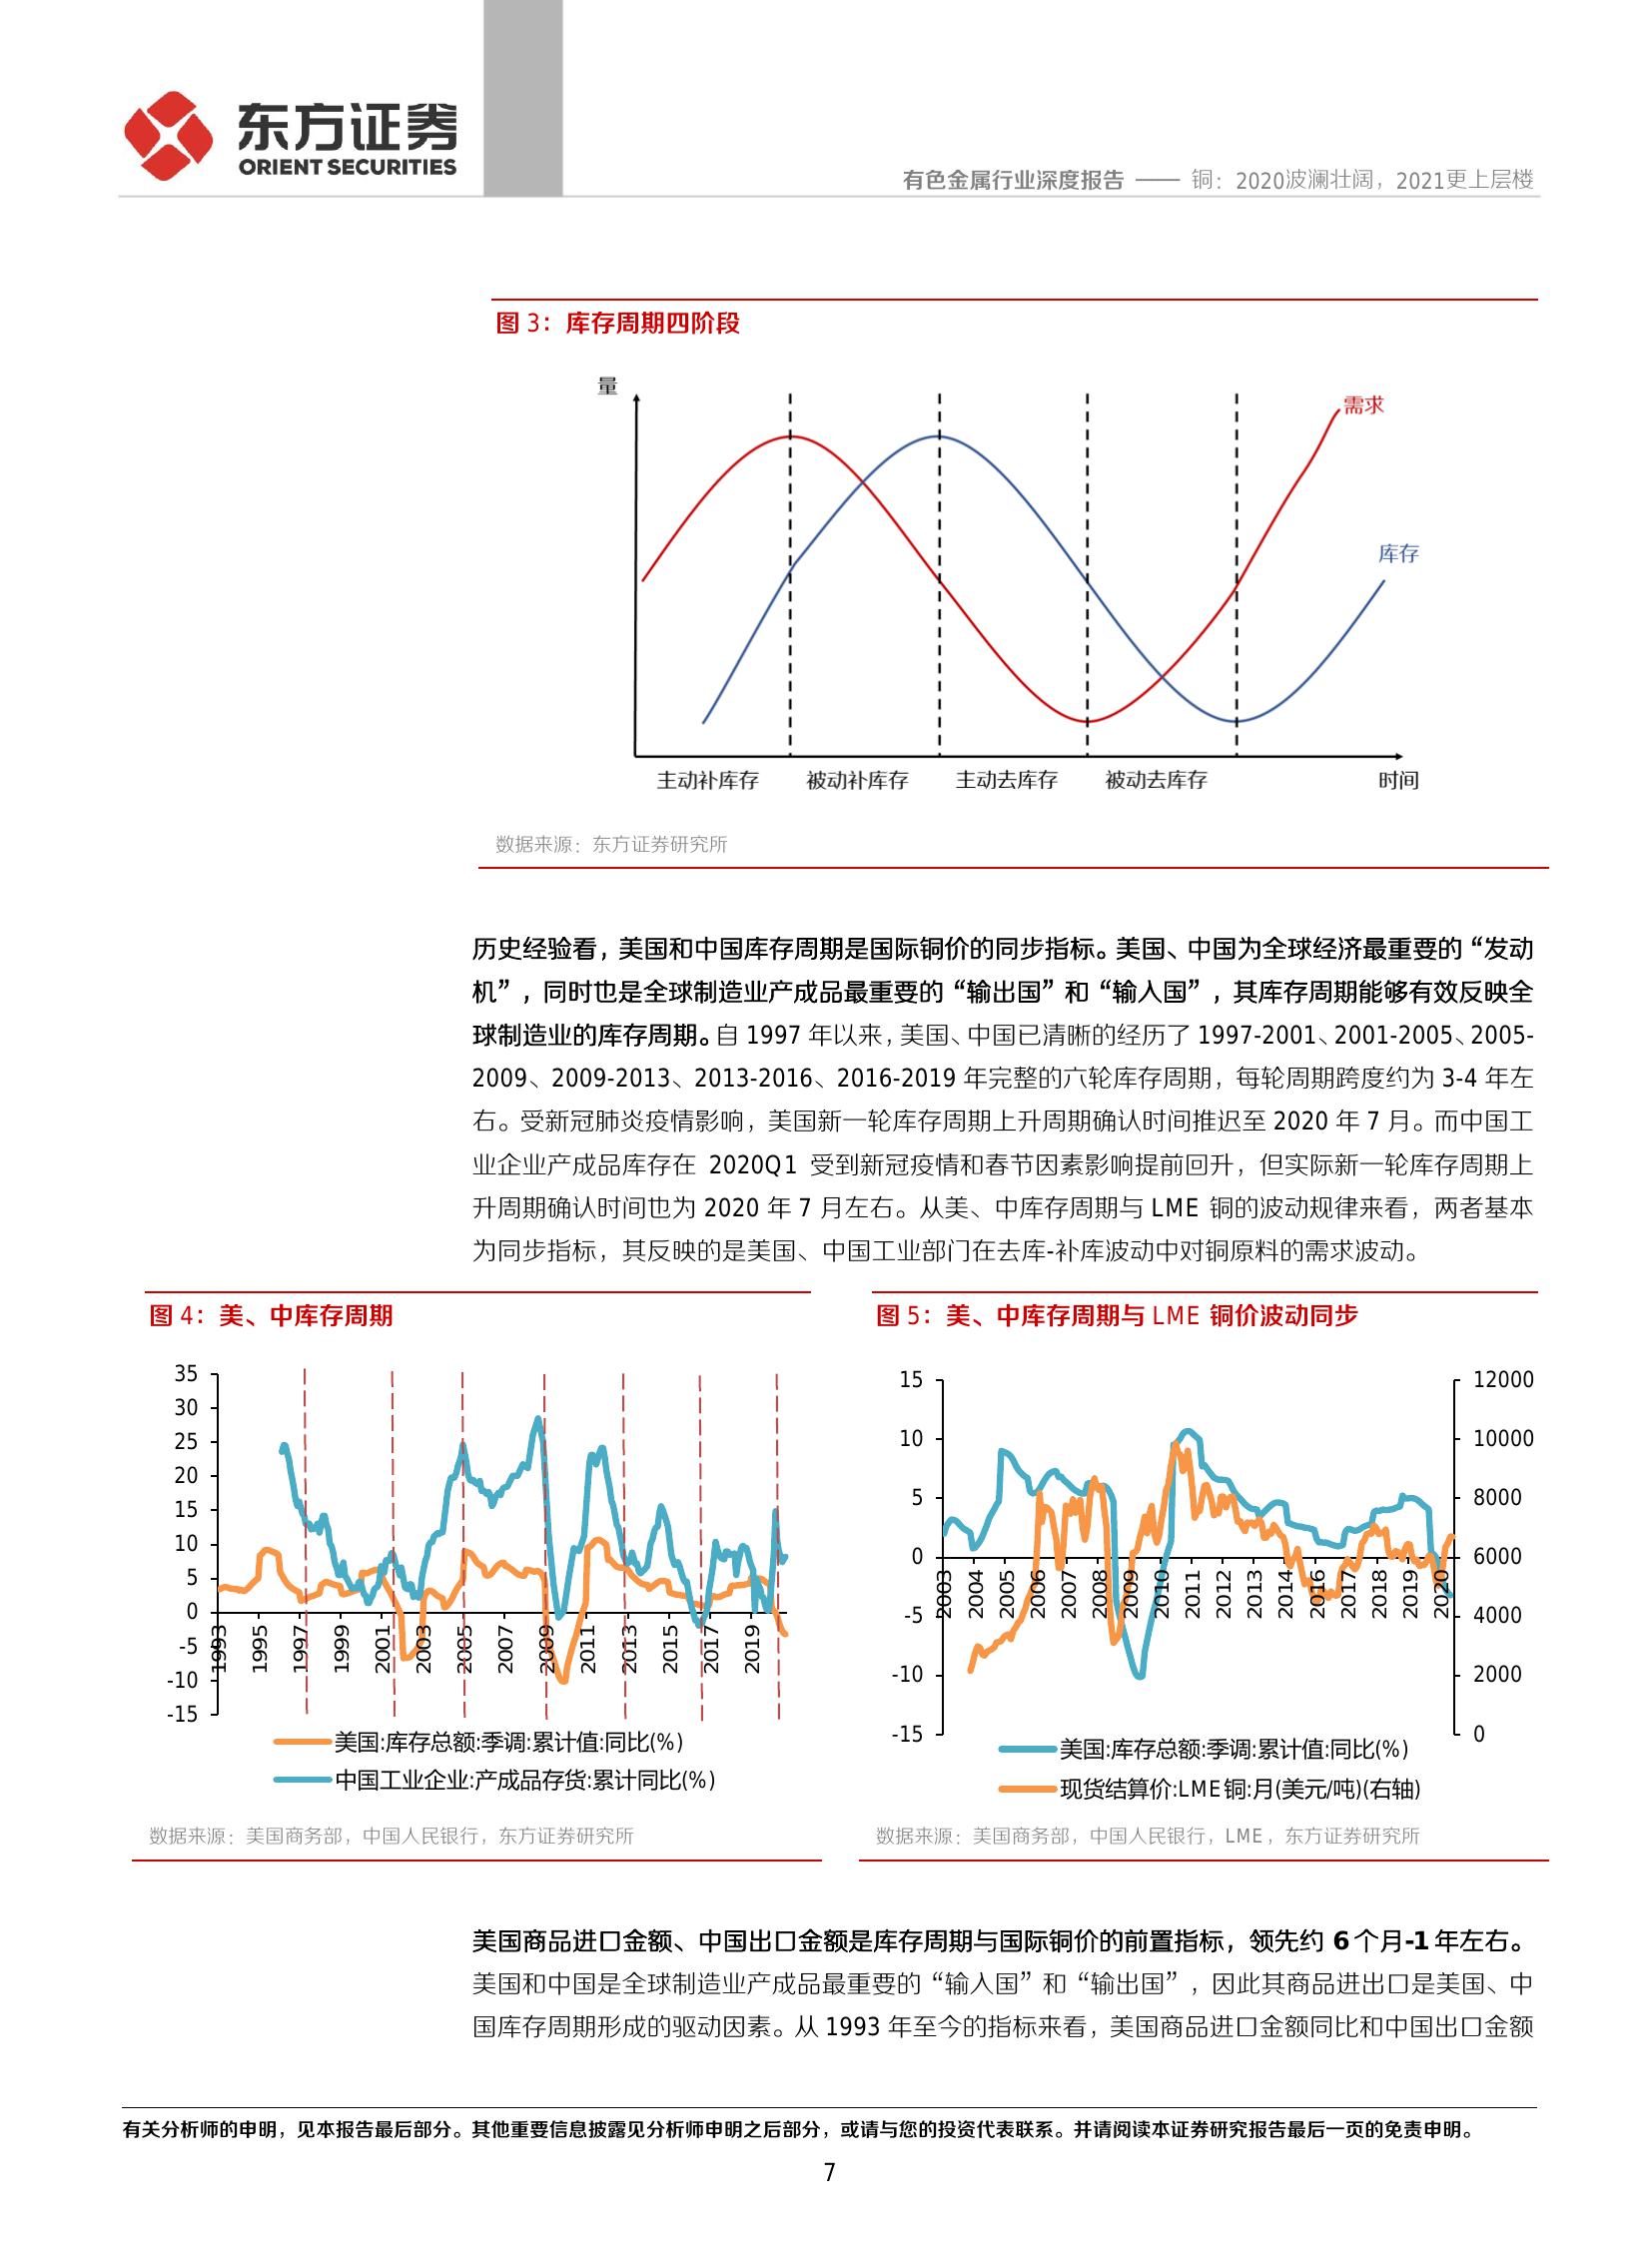 东方证券
ORIENT SECURITIES
有色金属行业深度报告 —— 铜：2020波澜壮阔，2021更上层楼
图 3：库存周期四阶段
量
需求
库存
主动补库存 被动补库存 主动去库存 被动去库存 时间
数据来源：东方证券研究所
历史经验看，美国和中国库存周期是国际铜价的同步指标。美国、中国为全球经济最重要的“发动
机”，同时也是全球制造业产成品最重要的“输出国”和“输入国”，其库存周期能够有效反映全
球制造业的库存周期。自 1997 年以来，美国、中国已清晰的经历了 1997-2001、2001-2005、2005-
2009、2009-2013、2013-2016、2016-2019 年完整的六轮库存周期，每轮周期跨度约为 3-4 年左
右。受新冠肺炎疫情影响，美国新一轮库存周期上升周期确认时间推迟至 2020 年 7 月。而中国工
业企业产成品库存在 2020Q1 受到新冠疫情和春节因素影响提前回升，但实际新一轮库存周期上
升周期确认时间也为 2020 年 7 月左右。从美、中库存周期与 LME 铜的波动规律来看，两者基本
为同步指标，其反映的是美国、中国工业部门在去库-补库波动中对铜原料的需求波动。
图 4：美、中库存周期
35
30
25
20
15
10
5
0
-5
-10
-15
1993 1995 1997 1999 2001 2003 2005 2007 2009 2011 2013 2015 2017 2019
美国:库存总额:季调:累计值:同比(%)
中国工业企业:产成品存货:累计同比(%)
数据来源：美国商务部，中国人民银行，东方证券研究所
图 5：美、中库存周期与 LME 铜价波动同步
15
10
5
0
-5
-10
-15
12000
10000
8000
6000
4000
2000
0
2003 2004 2005 2006 2007 2008 2009 2010 2011 2012 2013 2014 2015 2016 2017 2018 2019 2020
美国:库存总额:季调:累计值:同比(%)
现货结算价:LME铜:月(美元/吨)(右轴)
数据来源：美国商务部，中国人民银行，LME，东方证券研究所
美国商品进口金额、中国出口金额是库存周期与国际铜价的前置指标，领先约 6个月-1年左右。
美国和中国是全球制造业产成品最重要的“输入国”和“输出国”，因此其商品进出口是美国、中
国库存周期形成的驱动因素。从 1993 年至今的指标来看，美国商品进口金额同比和中国出口金额
有关分析师的申明，见本报告最后部分。其他重要信息披露见分析师申明之后部分，或请与您的投资代表联系。并请阅读本证券研究报告最后一页的免责申明。
7